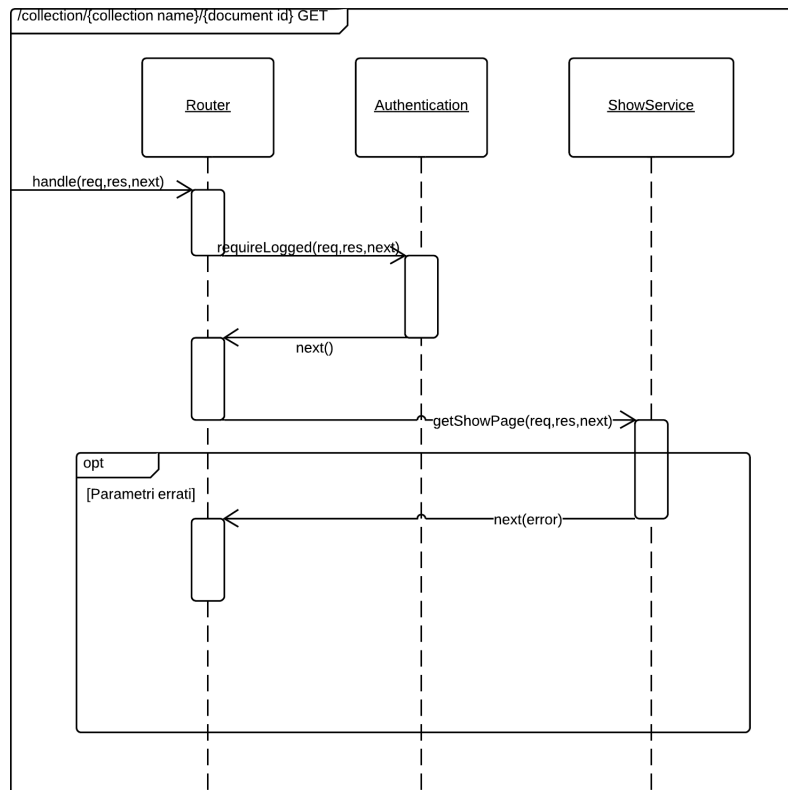 /collection/{collection name}/{document id} GET
Router
Authentication
ShowService
handle(req,res,next)
requireLogged(req,res,next)
next()
getShowPage(req,res,next)
opt
[Parametri errati]
next(error)